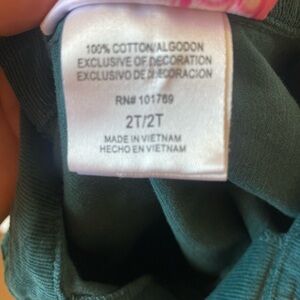 100% COTTON/ALGODON
EXCLUSIVE OF DECORATION
EXCLUSIVO DE DECORACION
RN# 101769
2T/2T
MADE IN VIETNAM
HECHO EN VIETNAM